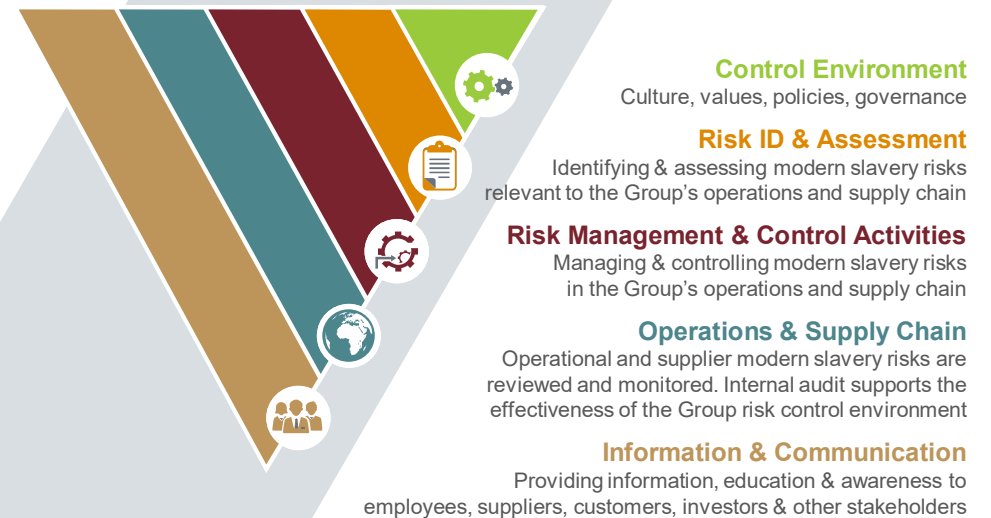 Control Environment
Culture, values, policies, governance
Risk ID & Assessment
Identifying & assessing modern slavery risks
relevant to the Group's operations and supply chain
Risk Management & Control Activities
Managing & controlling modern slavery risks
in the Group's operations and supply chain
Operations & Supply Chain
Operational and supplier modern slavery risks are
reviewed and monitored. Internal audit supports the
effectiveness of the Group risk control environment
Information & Communication
Providing information, education & awareness to
employees, suppliers, customers, investors & other stakeholders